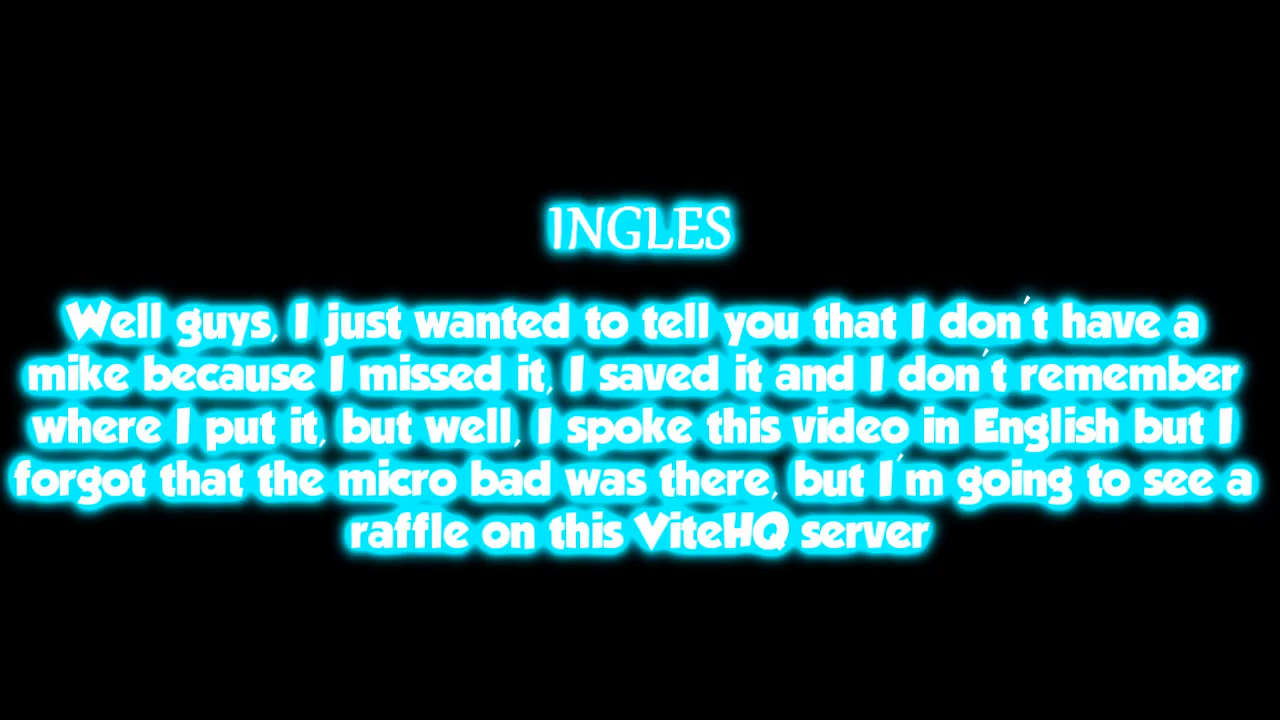 INGLES
Well guys, I just wanted to tell you that I don't have a
mike because I missed it, I saved it and I don't remember
where I put it, but well, I spoke this video in English but I
forgot that the micro bad was there, but I'm going to see a
raffle on this ViteHQ server